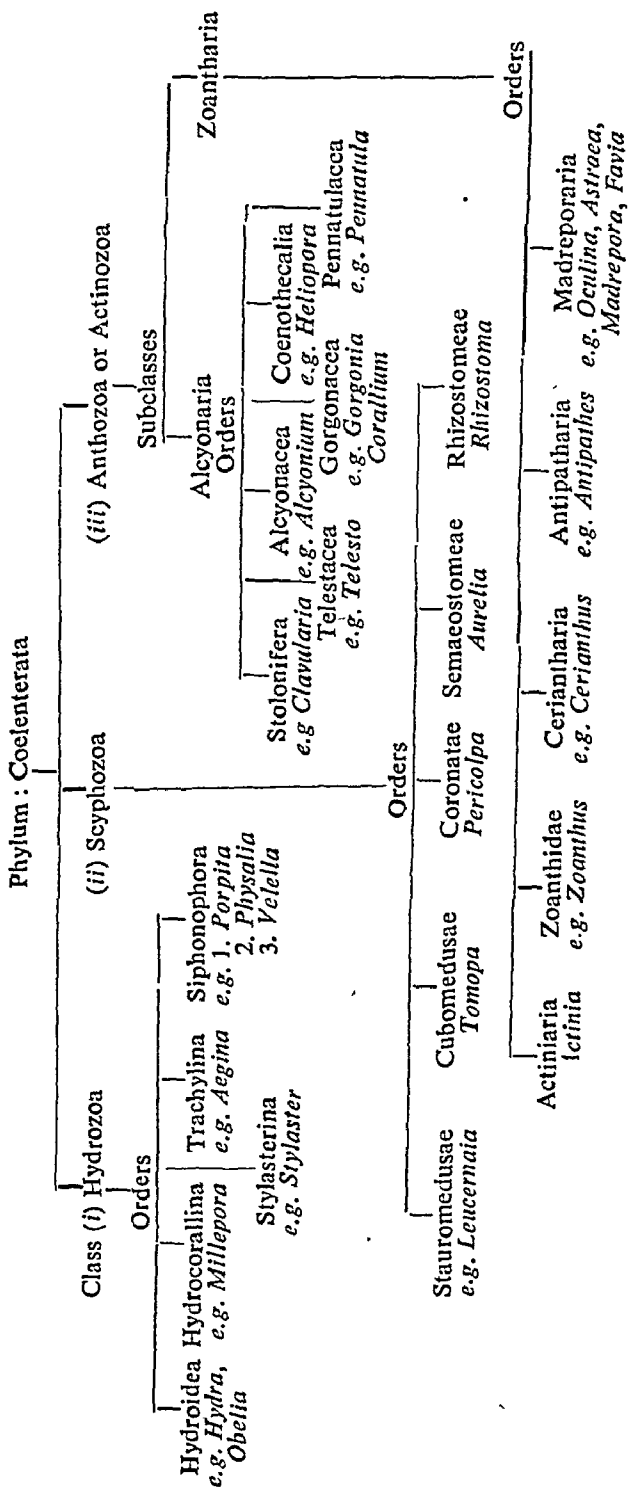 Phylum : Coelenterata
Class (i) Hydrozoa
(ii) Scyphozoa
(iii) Anthozoa or Actinozoa
Orders
Hydroidea
e.g. Hydra,
Obelia
Hydrocorallina
e.g. Millepora
Trachylina
e.g. Aegina
Siphonophora
e.g. 1. Porpita
2. Physalia
3. Velella
Stylasterina
e.g. Stylaster
Subclasses
Alcyonaria
Orders
Zoantharia
Stolonifera
e.g Clavularia
Telestacea
e.g. Telesto
Alcyonacea
e.g. Alcyonium
Gorgonacea
e.g. Gorgonia
Corallium
Coenothecalia
e.g. Heliopora
Pennatulacca
e.g. Pennatula
Orders
Stauromedusae
e.g. Leucernaia
Cubomedusae
Tomopa
Coronatae
Pericolpa
Semaeostomeae
Aurelia
Rhizostomeae
Rhizostoma
Orders
Actiniaria
Ictinia
Zoanthidae
e.g. Zoanthus
Ceriantharia
e.g. Cerianthus
Antipatharia
e.g. Antipathes
Madreporaria
e.g. Oculina, Astraea,
Madrepora, Favia